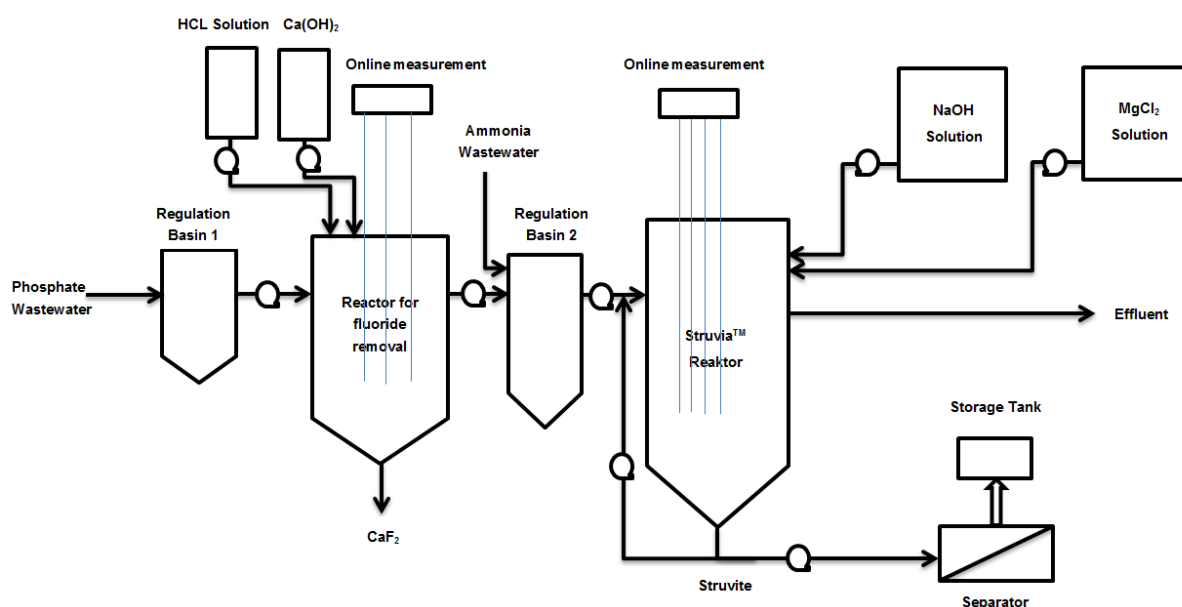 HCL Solution
Ca(OH)2
Online measurement
Online measurement
NaOH
Solution
MgCl2
Solution
Ammonia
Wastewater
Regulation
Basin 1
Regulation
Basin 2
Phosphate
Wastewater
Reactor for
fluoride
removal
Struvia™
Reaktor
Effluent
Storage Tank
CaF2
Struvite
Separator